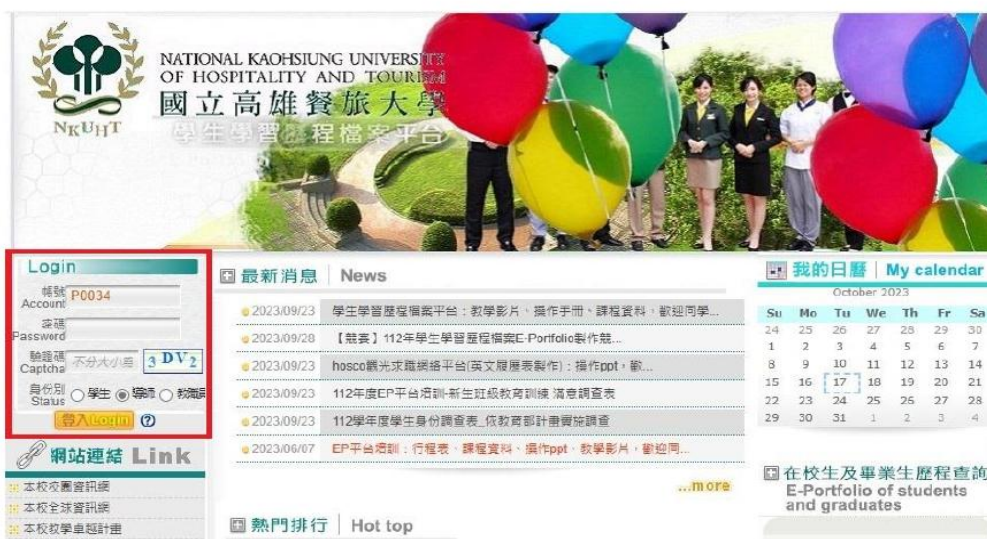 NATIONAL KAOHSIUNG UNIVERSITY
OF HOSPITALITY AND TOURISM
國立高雄餐旅大學
NKUHT
學生學習歷程檔案平台
Login
帳號
Account
P0034
密碼
Password
驗證碼
Captcha
不分大小寫
3 DV2
身份別
Status
學生 導師 教職員
登入Login
網站連結 Link
本校校園資訊網
本校全球資訊網
本校教學卓越計畫
最新消息 News
2023/09/23 學生學習歷程檔案平台：教學影片、操作手冊、課程資料，歡迎同學...
2023/09/28 【競賽】112年學生學習歷程檔案E-Portfolio製作競...
2023/09/23 hosco觀光求職網絡平台(英文履歷表製作)：操作ppt，歡...
2023/09/23 112年度EP平台培訓-新生班級教育訓練 滿意調查表
2023/09/23 112學年度學生身份調查表_依教育部計畫實施調查
2023/06/07 EP平台培訓：行程表、課程資料、操作ppt、教學影片，歡迎同...
...more
熱門排行 Hot top
我的日曆 My calendar
October 2023
Su Mo Tu We Th Fr Sa
24 25 26 27 28 29 30
1 2 3 4 5 6 7
8 9 10 11 12 13 14
15 16 17 18 19 20 21
22 23 24 25 26 27 28
29 30 31 1 2 3 4
在校生及畢業生歷程查詢
E-Portfolio of students
and graduates